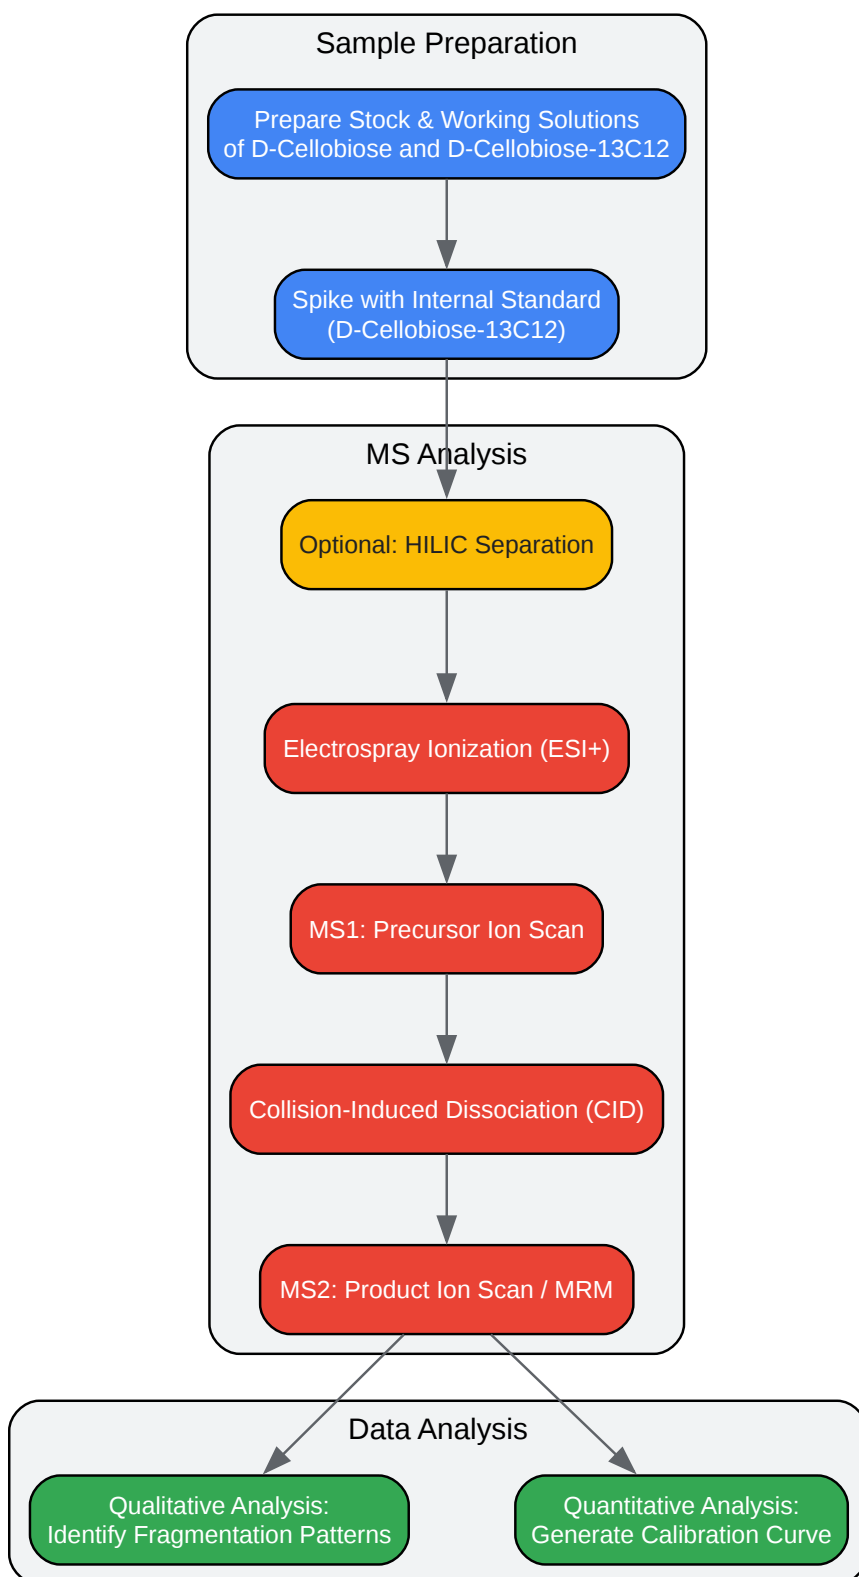 Sample Preparation
Prepare Stock & Working Solutions
of D-Cellobiose and D-Cellobiose-13C12
Spike with Internal Standard
(D-Cellobiose-13C12)
MS Analysis
Optional: HILIC Separation
Electrospray Ionization (ESI+)
MS1: Precursor Ion Scan
Collision-Induced Dissociation (CID)
MS2: Product Ion Scan / MRM
Data Analysis
Qualitative Analysis:
Identify Fragmentation Patterns
Quantitative Analysis:
Generate Calibration Curve